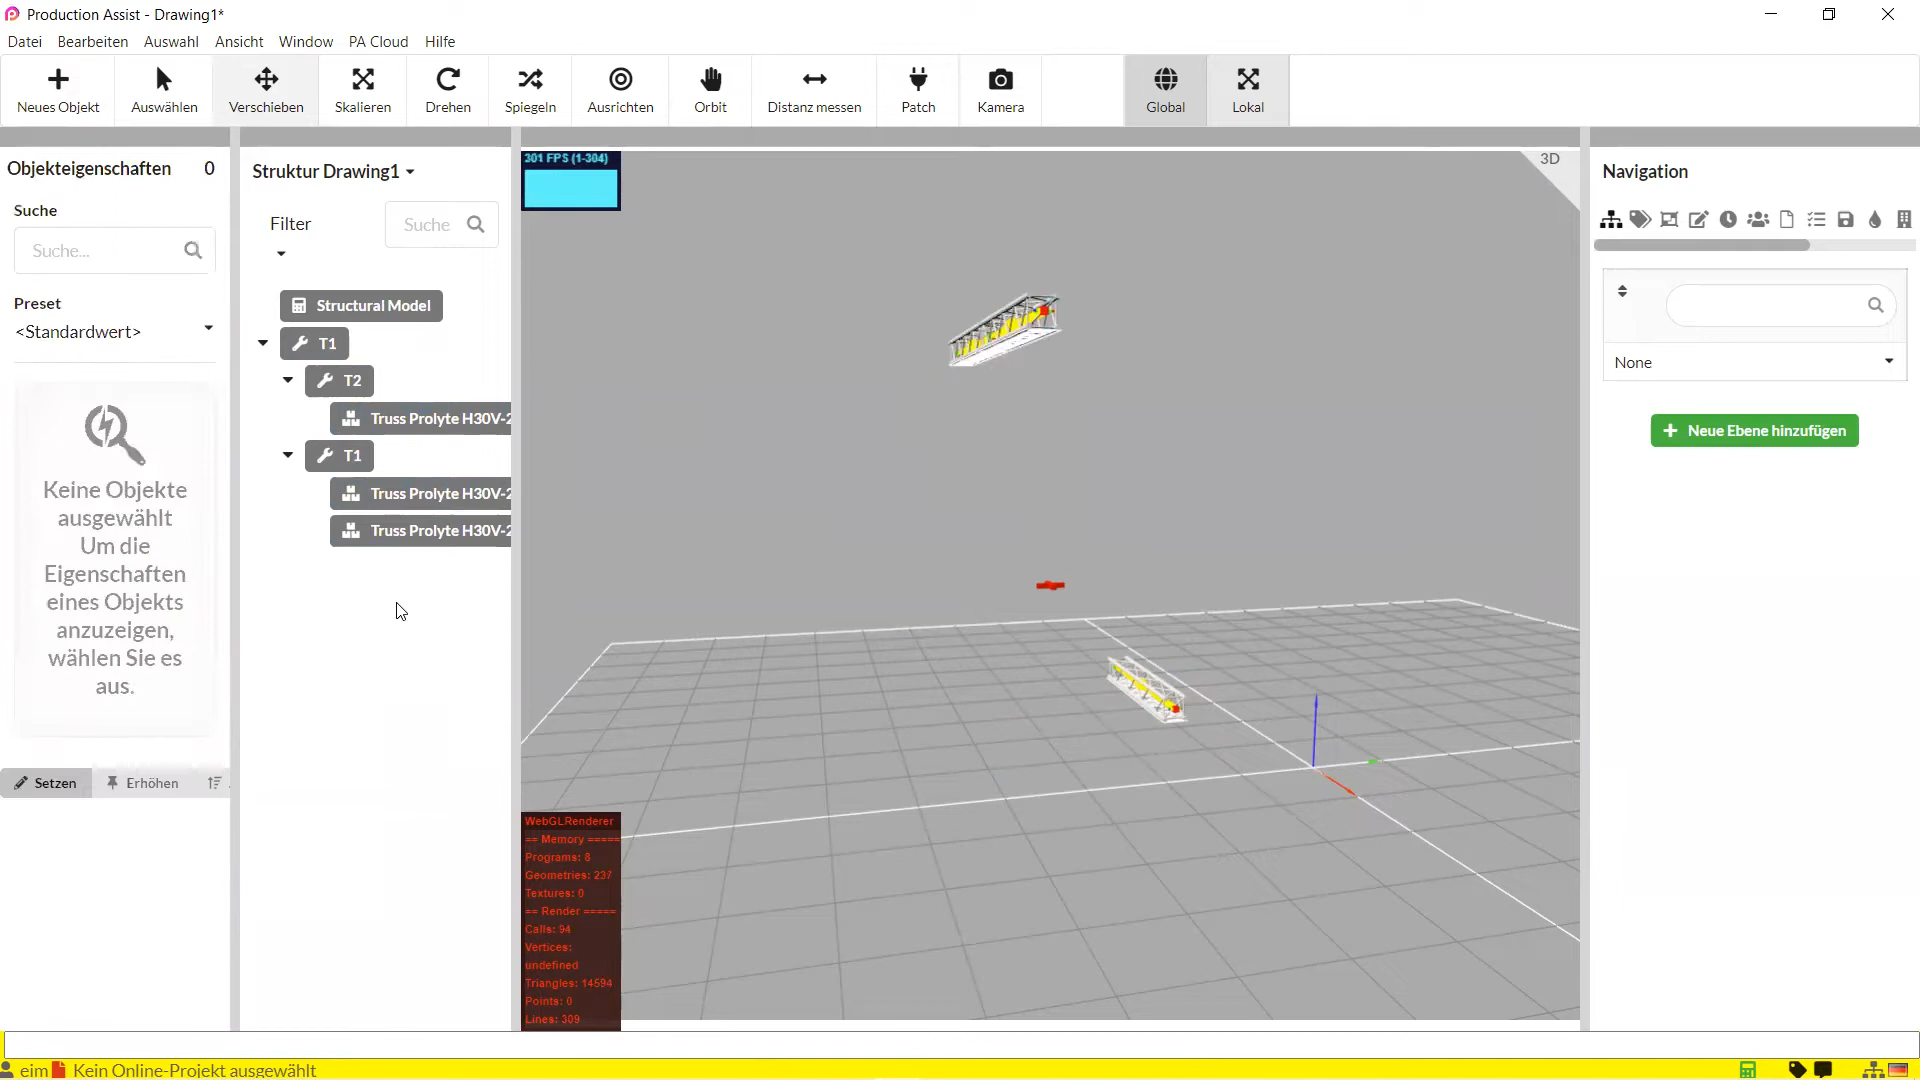 Production Assist - Drawing1*
Datei Bearbeiten Auswahl Ansicht Window PA Cloud Hilfe
Neues Objekt Auswählen Verschieben Skalieren Drehen Spiegeln Ausrichten Orbit Distanz messen Patch Kamera Global Lokal
Objekteigenschaften 0
Suche
Suche...
Preset
<Standardwert>
Keine Objekte
ausgewählt
Um die
Eigenschaften
eines Objekts
anzuzeigen,
wählen Sie es
aus.
Setzen Erhöhen
Struktur Drawing1
Filter Suche
Structural Model
T1
T2
Truss Prolyte H30V-2
T1
Truss Prolyte H30V-2
Truss Prolyte H30V-2
301 FPS (1-304)
3D
WebGLRenderer
== Memory =====
Programs: 8
Geometries: 237
Textures: 0
== Render =====
Calls: 94
Vertices:
undefined
Triangles: 14594
Points: 0
Lines: 309
Navigation
None
Neue Ebene hinzufügen
eim Kein Online-Projekt ausgewählt